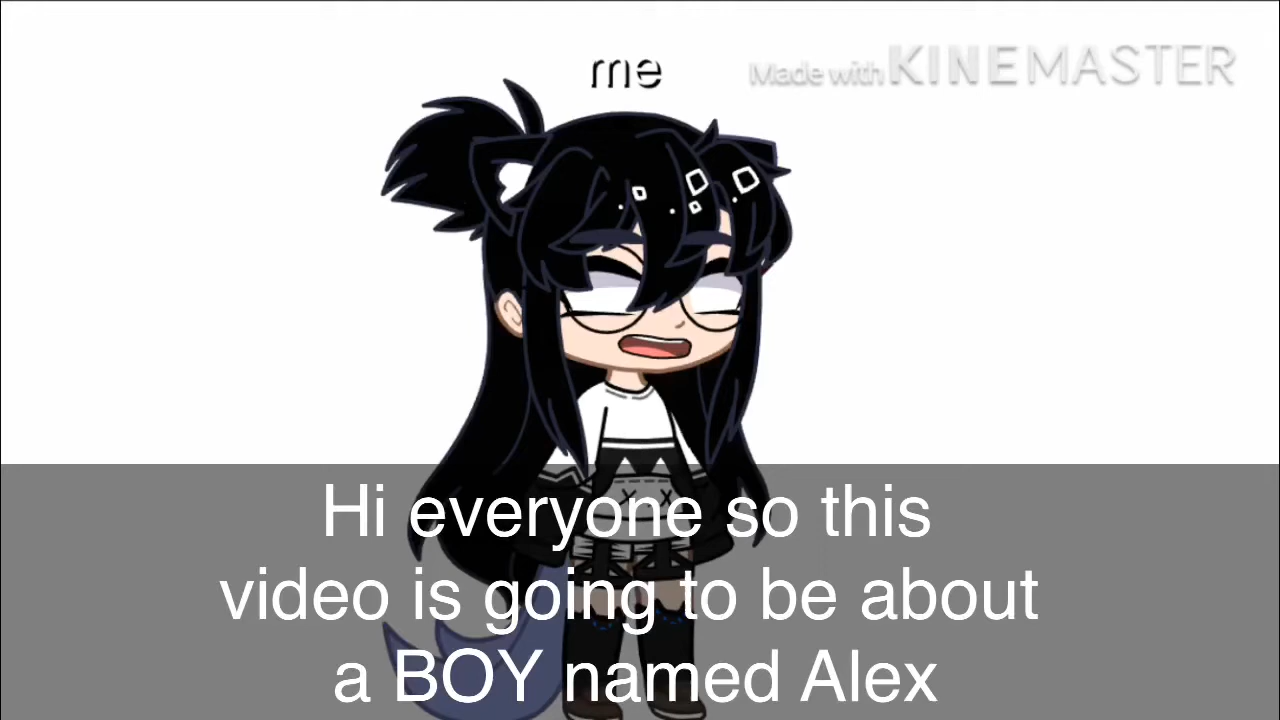 me
Made with KINEMASTER
Hi everyone so this
video is going to be about
a BOY named Alex